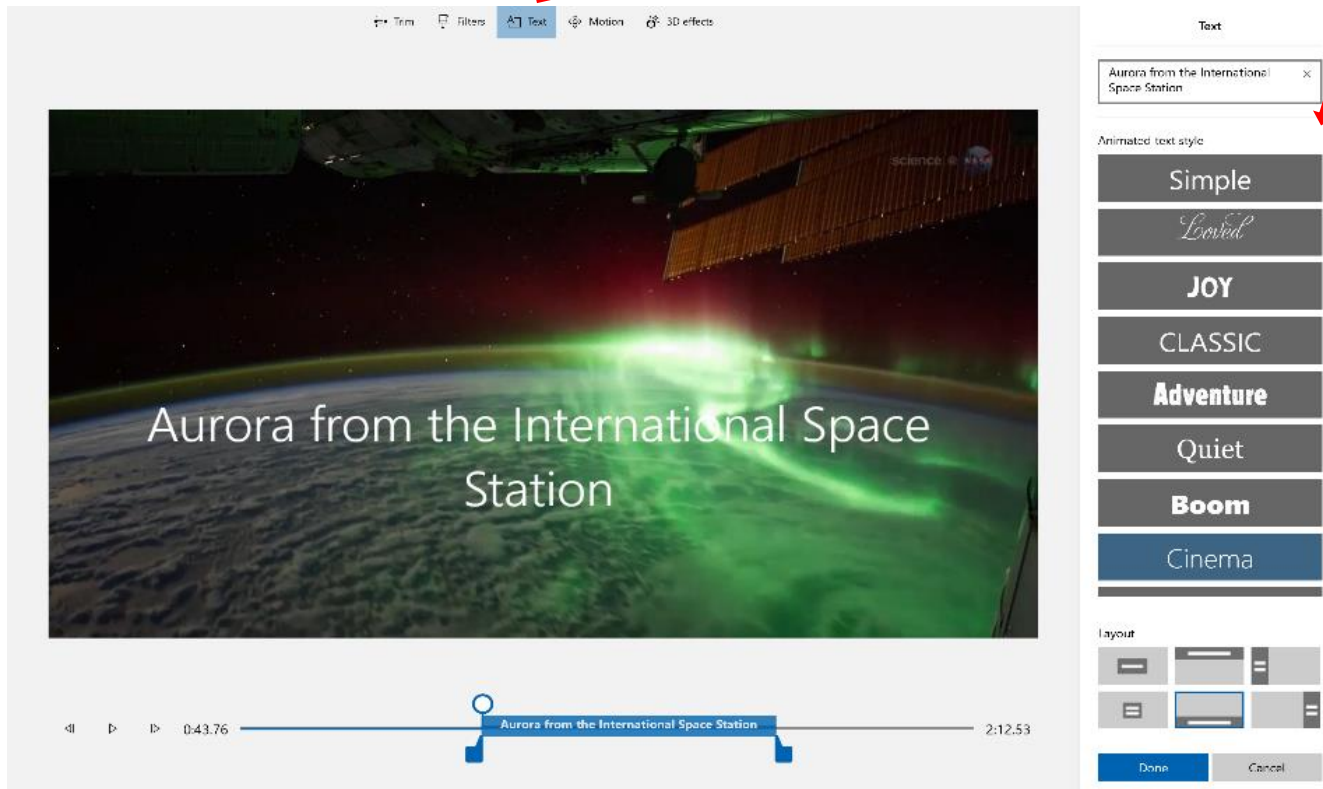 Trim Filters Text Motion 3D effects
Text
Aurora from the International
Space Station
Animated text style
Simple
Loved
JOY
CLASSIC
Adventure
Quiet
Boom
Cinema
science @ NASA
Aurora from the International Space
Station
Layout
0:43.76 Aurora from the International Space Station 2:12.53
Done Cancel